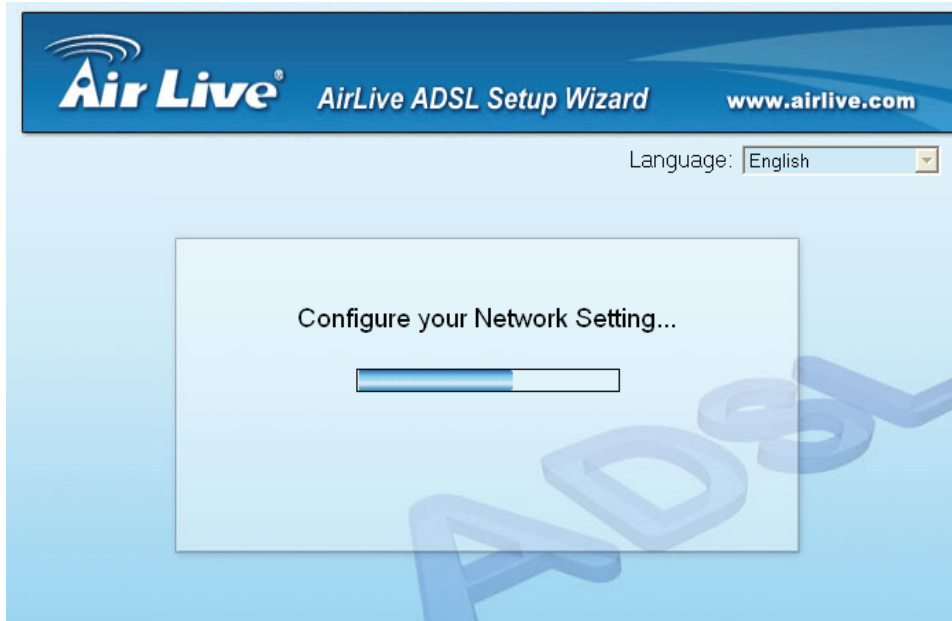 Air Live® AirLive ADSL Setup Wizard www.airlive.com
Language: English
Configure your Network Setting...
ADSL